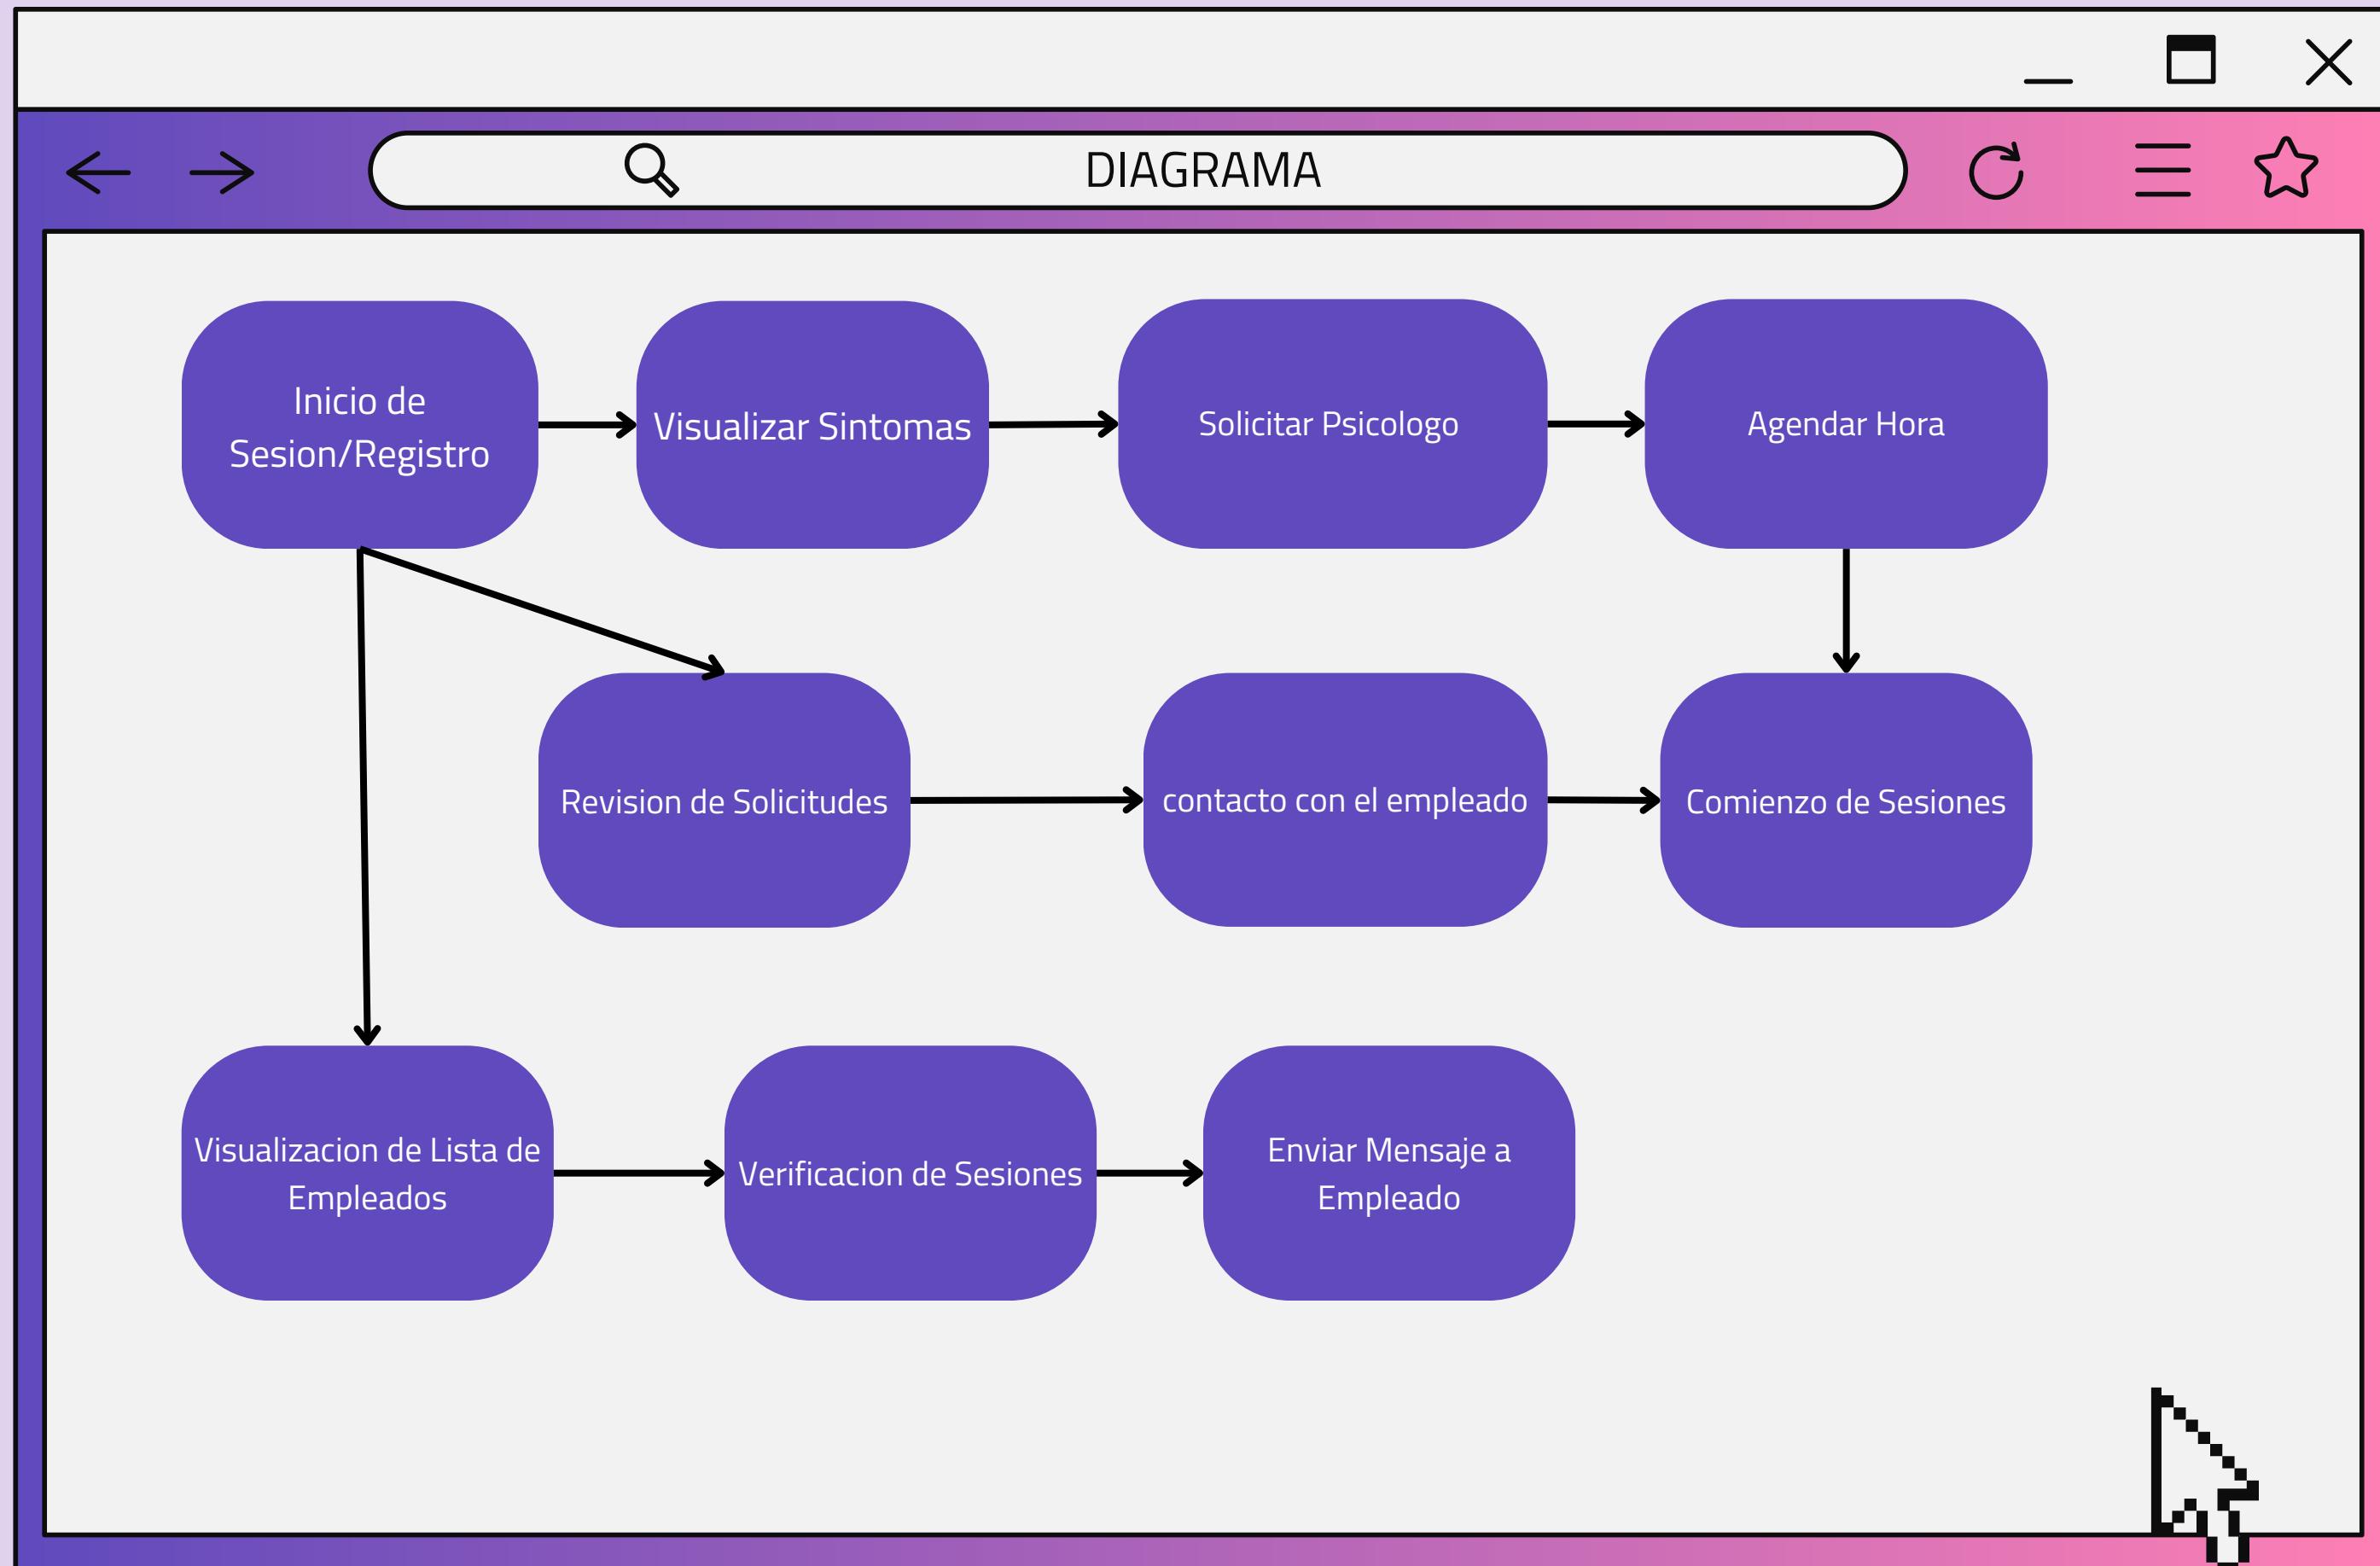 DIAGRAMA
Inicio de
Sesion/Registro
Visualizar Sintomas
Solicitar Psicologo
Agendar Hora
Revision de Solicitudes
contacto con el empleado
Comienzo de Sesiones
Visualizacion de Lista de
Empleados
Verificacion de Sesiones
Enviar Mensaje a
Empleado